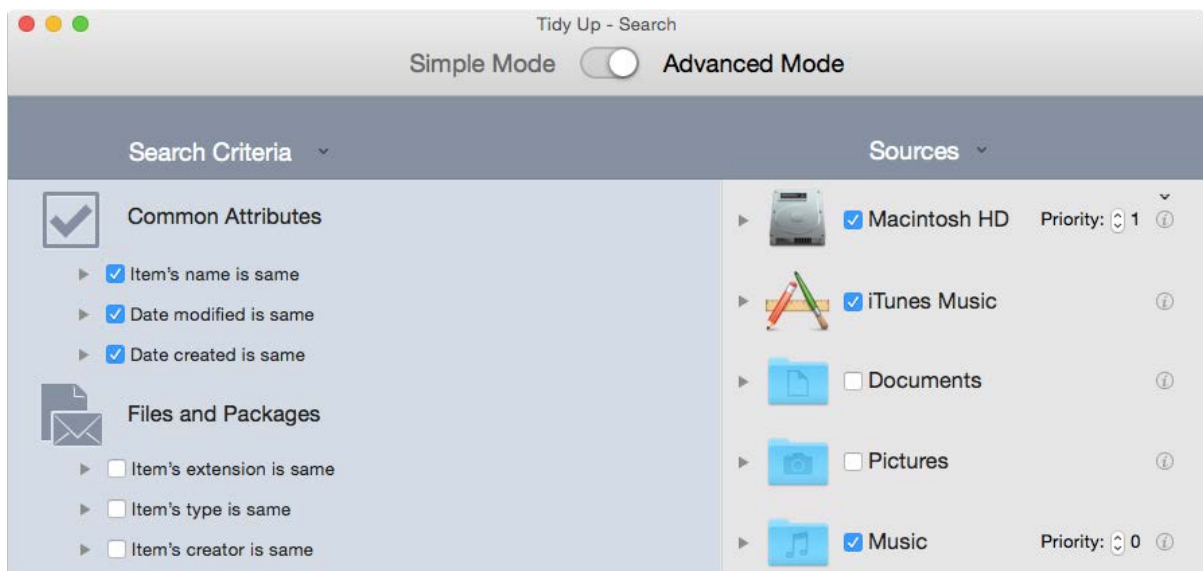 Tidy Up - Search
Simple Mode Advanced Mode
Search Criteria
Common Attributes
Item's name is same
Date modified is same
Date created is same
Files and Packages
Item's extension is same
Item's type is same
Item's creator is same
Sources
Macintosh HD Priority: 1
iTunes Music
Documents
Pictures
Music Priority: 0